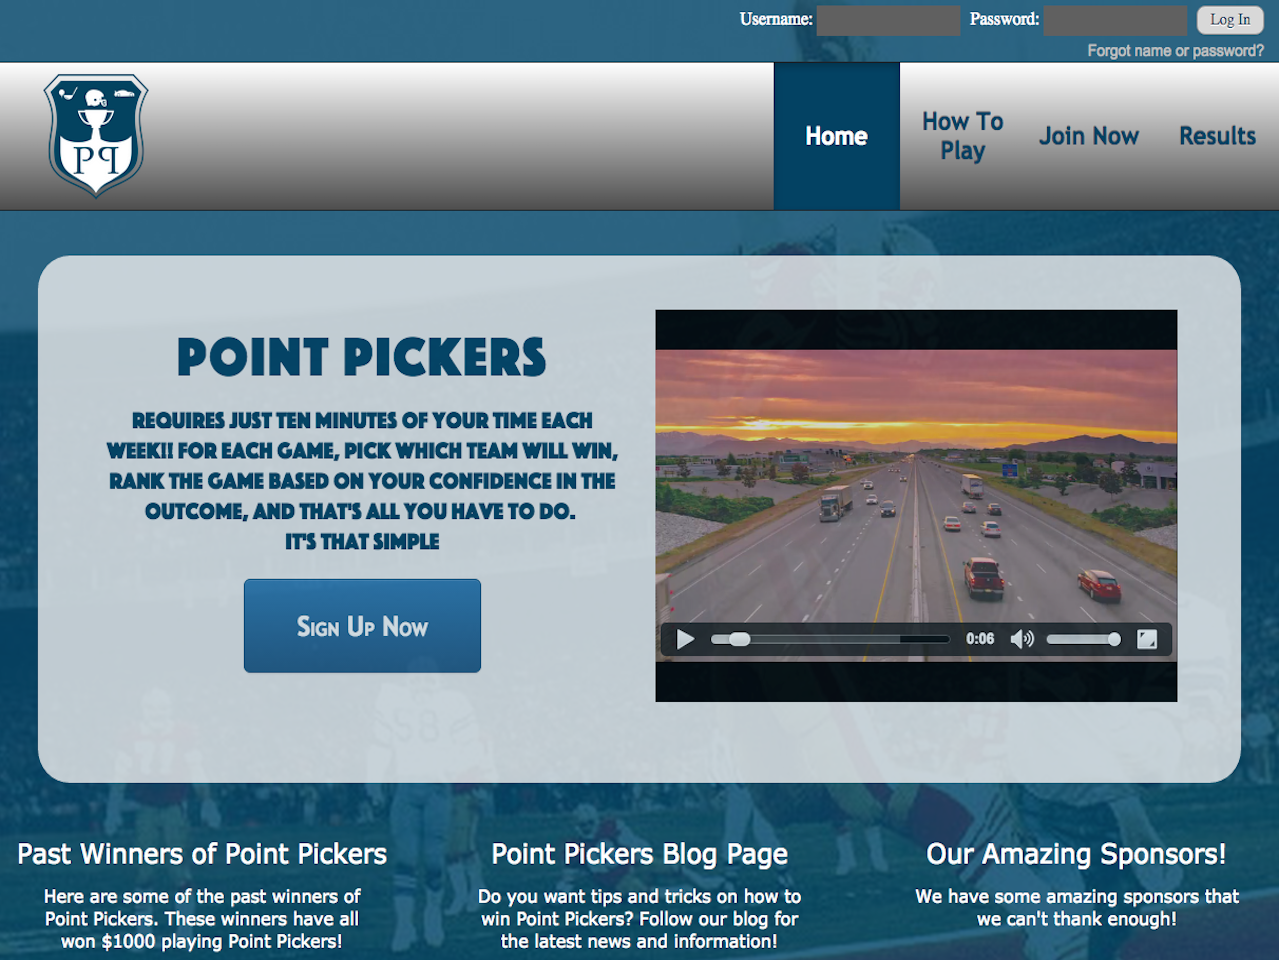 Username: Password: Log In
Forgot name or password?
PP
Home
How To
Play
Join Now
Results
POINT PICKERS
REQUIRES JUST TEN MINUTES OF YOUR TIME EACH
WEEK!! FOR EACH GAME, PICK WHICH TEAM WILL WIN,
RANK THE GAME BASED ON YOUR CONFIDENCE IN THE
OUTCOME, AND THAT'S ALL YOU HAVE TO DO.
IT'S THAT SIMPLE
Sign Up Now
0:06
58
Past Winners of Point Pickers
Here are some of the past winners of
Point Pickers. These winners have all
won $1000 playing Point Pickers!
Point Pickers Blog Page
Do you want tips and tricks on how to
win Point Pickers? Follow our blog for
the latest news and information!
Our Amazing Sponsors!
We have some amazing sponsors that
we can't thank enough!